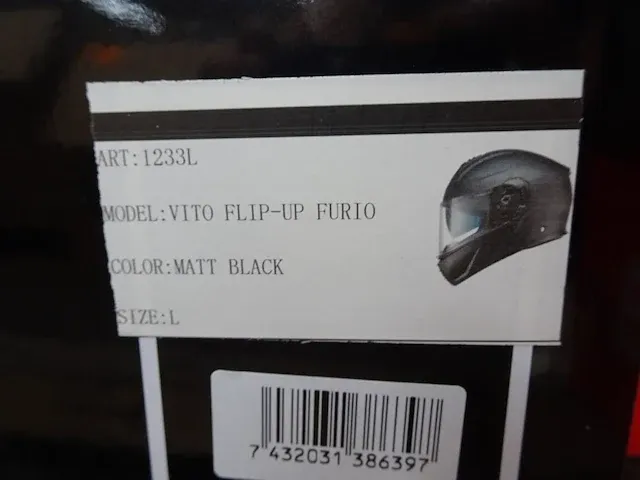 ART:1233L
MODEL:VITO FLIP-UP FURIO
COLOR:MATT BLACK
SIZE:L
7 432031 386397